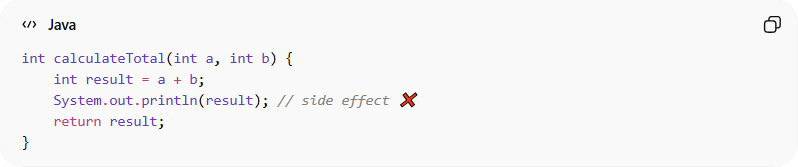 </> Java
int calculateTotal(int a, int b) {
    int result = a + b;
    System.out.println(result); // side effect ❌
    return result;
}